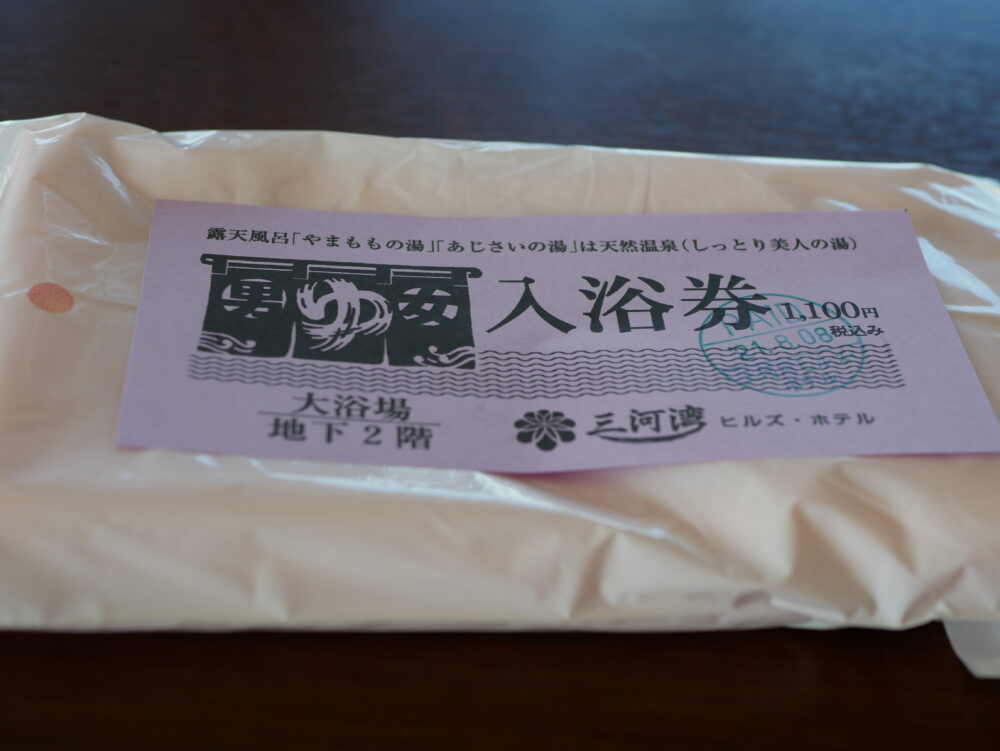 露天風呂「やまももの湯」「あじさいの湯」は天然温泉(しっとり美人の湯)
男 ゆ 女
入浴券
1,100円
税込み
PAID
21.8.08
大浴場
地下2階
三河湾 ヒルズ・ホテル